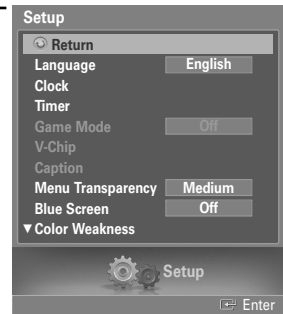 Setup
Return
Language English
Clock
Timer
Game Mode Off
V-Chip
Caption
Menu Transparency Medium
Blue Screen Off
▼Color Weakness
Setup
Enter